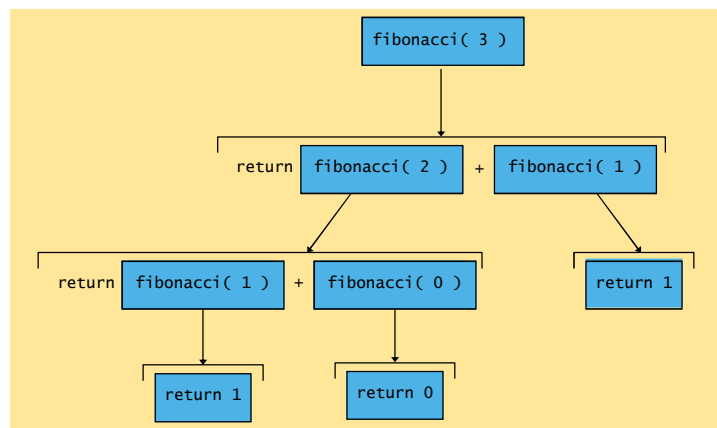 fibonacci( 3 )
return fibonacci( 2 ) + fibonacci( 1 )
return fibonacci( 1 ) + fibonacci( 0 )
return 1
return 1
return 0